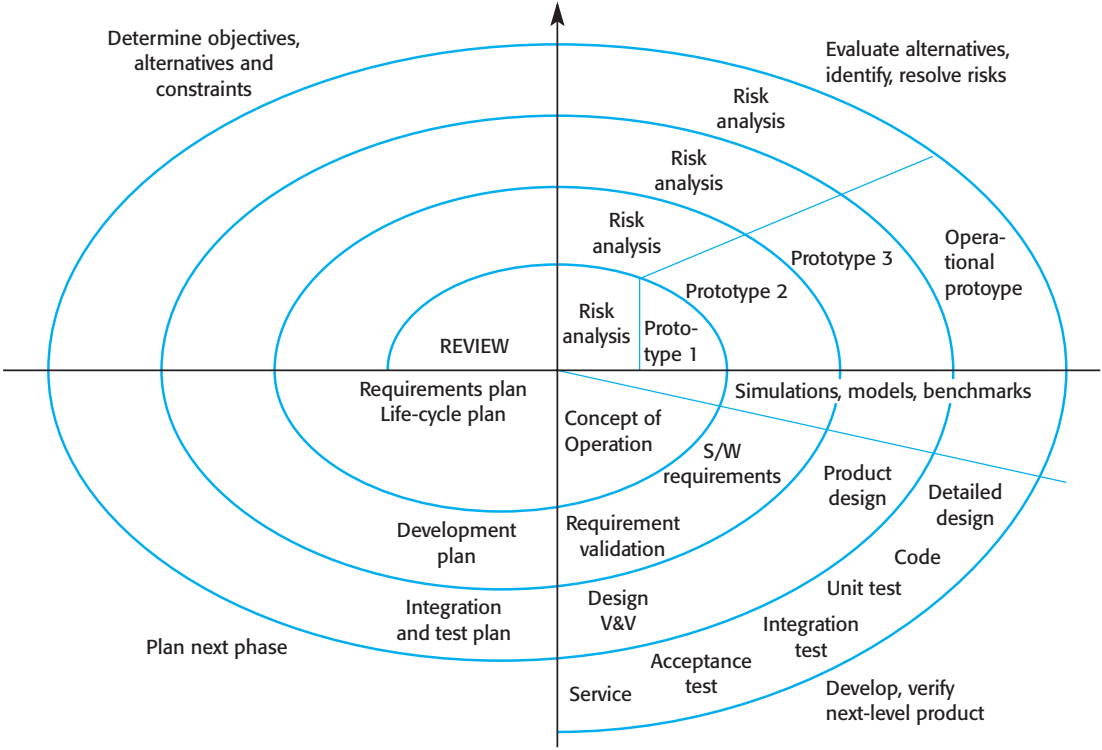 Determine objectives,
alternatives and
constraints
Evaluate alternatives,
identify, resolve risks
Risk
analysis
Risk
analysis
Risk
analysis
Risk
analysis
Proto-
type 1
Prototype 2
Prototype 3
Opera-
tional
protoype
REVIEW
Requirements plan
Life-cycle plan
Development
plan
Integration
and test plan
Plan next phase
Simulations, models, benchmarks
Concept of
Operation
S/W
requirements
Requirement
validation
Product
design
Design
V&V
Detailed
design
Code
Unit test
Integration
test
Acceptance
test
Service
Develop, verify
next-level product